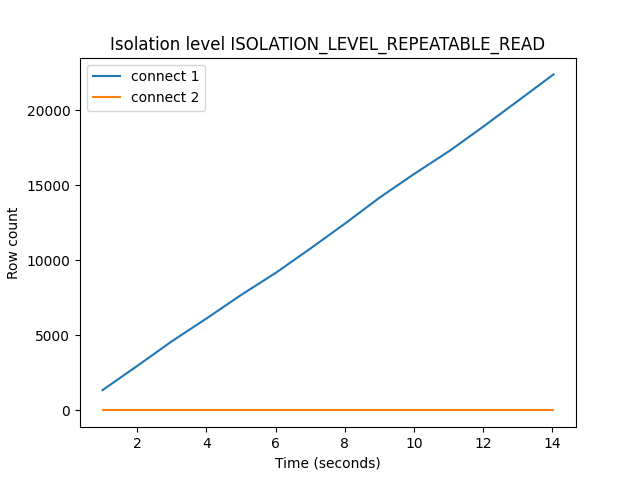 Isolation level ISOLATION_LEVEL_REPEATABLE_READ
connect 1
connect 2
Row count
20000
15000
10000
5000
0
2 4 6 8 10 12 14
Time (seconds)